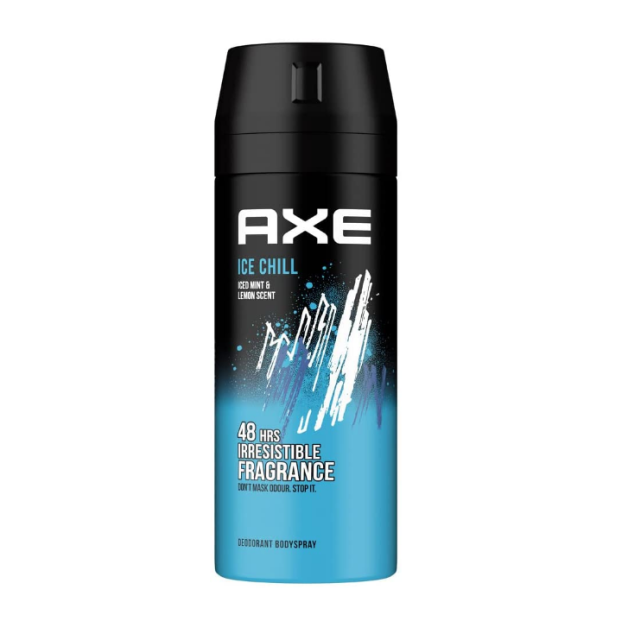 AXE
ICE CHILL
ICED MINT &
LEMON SCENT
48 HRS
IRRESISTIBLE
FRAGRANCE
DON'T MASK ODOUR. STOP IT.
DEODORANT BODYSPRAY